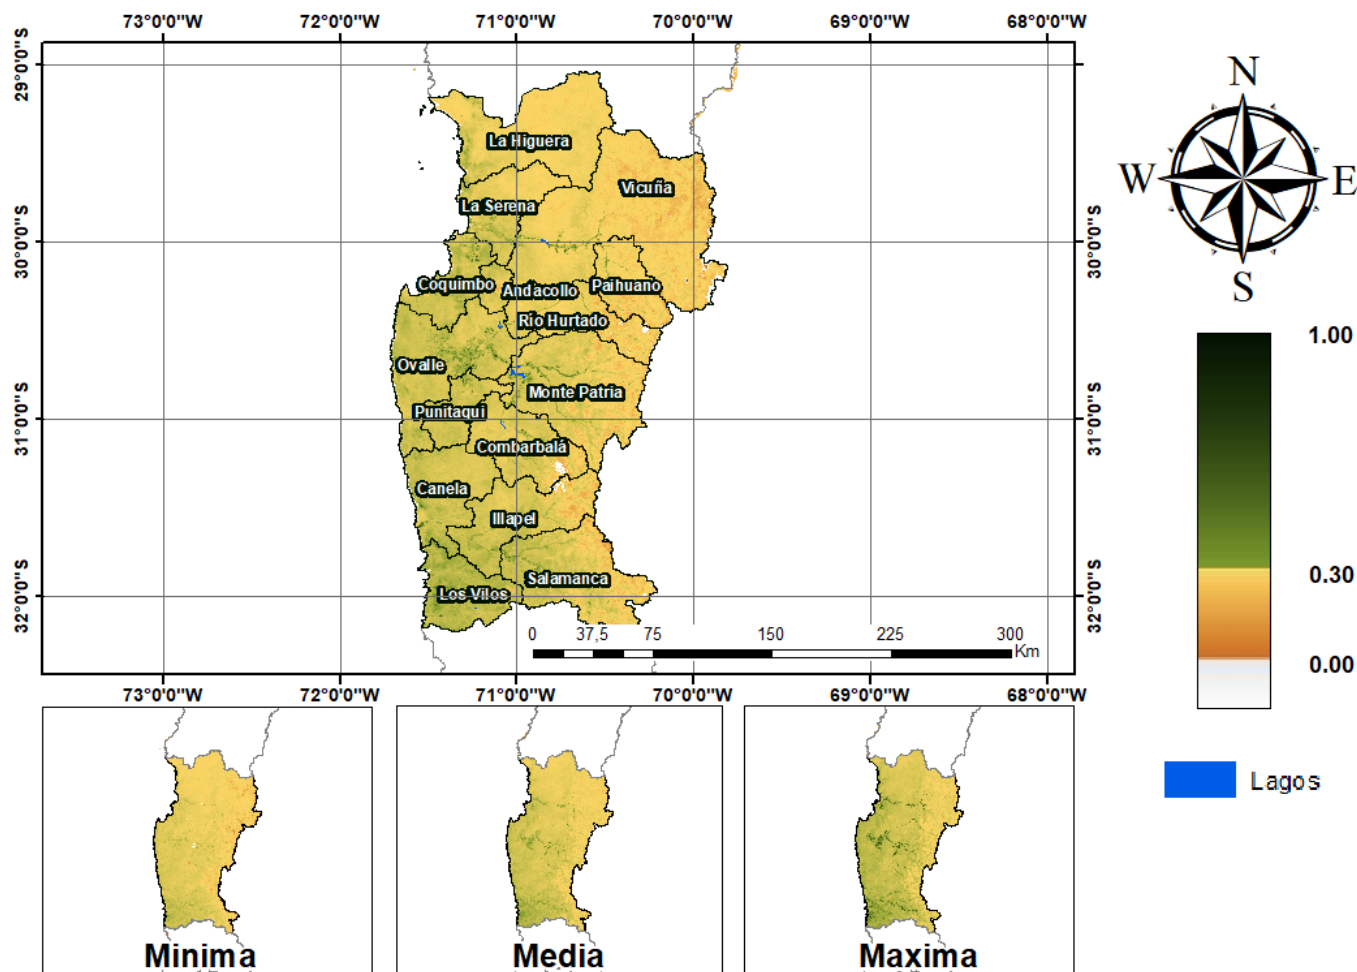 73°0'0"W 72°0'0"W 71°0'0"W 70°0'0"W 69°0'0"W 68°0'0"W
29°0'0"S
29°0'0"S
N
W E
S
La Higuera
Vicuña
La Serena
30°0'0"S
30°0'0"S
Coquimbo
Andacollo
Paihuano
Río Hurtado
1.00
Ovalle
Monte Patria
Punitaqui
31°0'0"S
31°0'0"S
Combarbalá
Canela
Illapel
Salamanca
0.30
Los Vilos
32°0'0"S
32°0'0"S
0 37,5 75 150 225 300
Km
0.00
73°0'0"W 72°0'0"W 71°0'0"W 70°0'0"W 69°0'0"W 68°0'0"W
Lagos
Minima
Media
Maxima